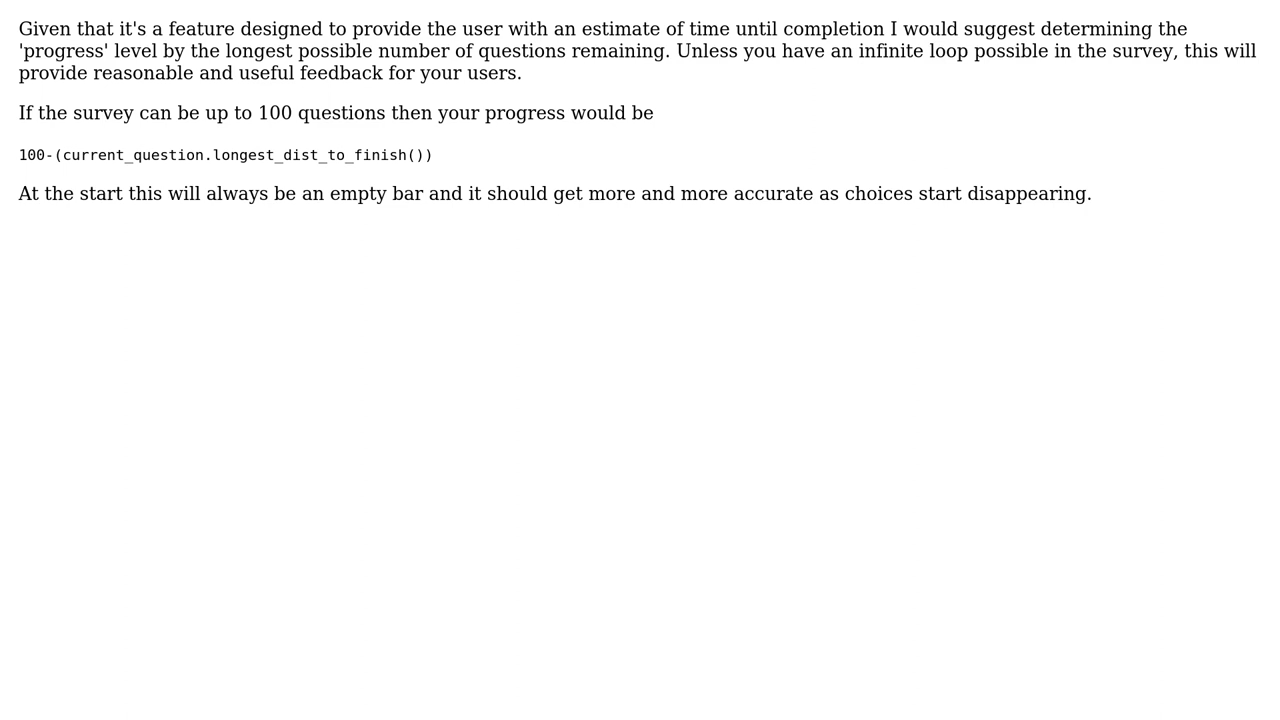 Given that it's a feature designed to provide the user with an estimate of time until completion I would suggest determining the
'progress' level by the longest possible number of questions remaining. Unless you have an infinite loop possible in the survey, this will
provide reasonable and useful feedback for your users.
If the survey can be up to 100 questions then your progress would be
100-(current_question.longest_dist_to_finish())
At the start this will always be an empty bar and it should get more and more accurate as choices start disappearing.